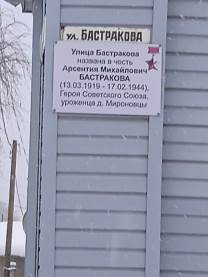 ул. БАСТРАКОВА
Улица Бастракова
названа в честь
Арсентия Михайлович
БАСТРАКОВА
(13.03.1919 - 17.02.1944),
Героя Советского Союза,
уроженца д. Мироновцы